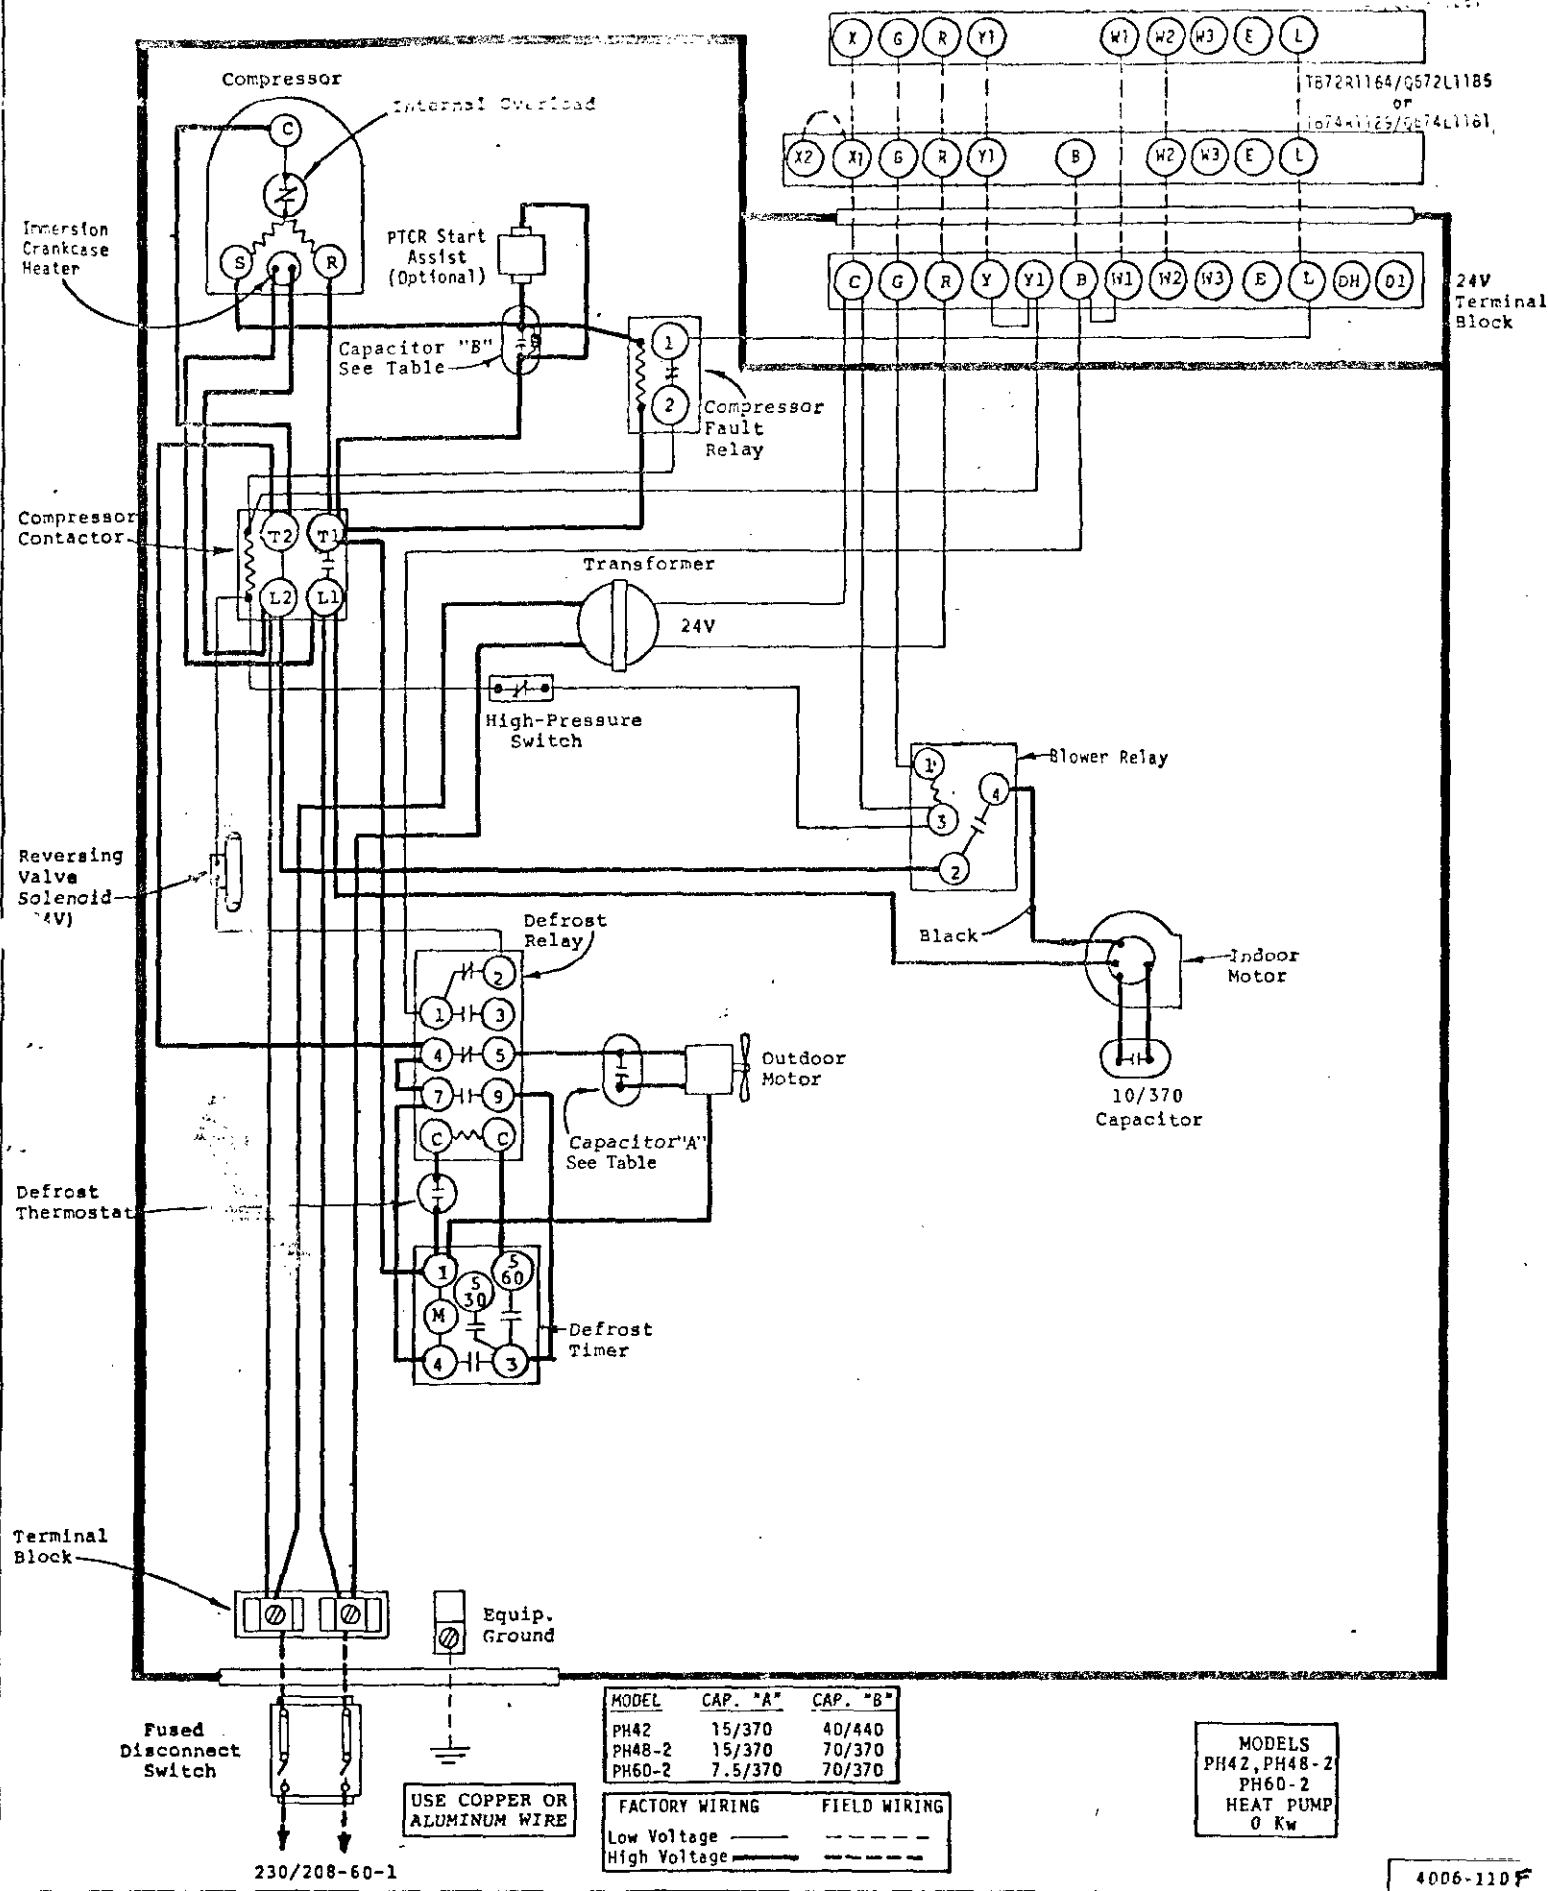 X G R Y1 W1 W2 W3 E L
TB72R1164/Q672L1185
or
X2 X1 G R Y1 B W2 W3 E L
C G R Y Y1 B W1 W2 W3 E L DH D1
24V
Terminal
Block
Compressor
Internal Overload
C
S R
Immersion
Crankcase
Heater
PTCR Start
Assist
(Optional)
Capacitor "B"
See Table
1
2
Compressor
Fault
Relay
Compressor
Contactor
T2 T1
L2 L1
Transformer
24V
High-Pressure
Switch
Blower Relay
1
4
3
2
Reversing
Valve
Solenoid
4V)
Defrost
Relay
Black
Indoor
Motor
2
1 3
4 5
7 9
C C
Outdoor
Motor
10/370
Capacitor
Capacitor"A"
See Table
Defrost
Thermostat
1
S
30
S
60
M
4 3
Defrost
Timer
Terminal
Block
Equip.
Ground
Fused
Disconnect
Switch
230/208-60-1
USE COPPER OR
ALUMINUM WIRE
MODEL CAP. "A" CAP. "B"
PH42 15/370 40/440
PH48-2 15/370 70/370
PH60-2 7.5/370 70/370
FACTORY WIRING FIELD WIRING
Low Voltage
High Voltage
MODELS
PH42,PH48-2
PH60-2
HEAT PUMP
0 Kw
4006-110F